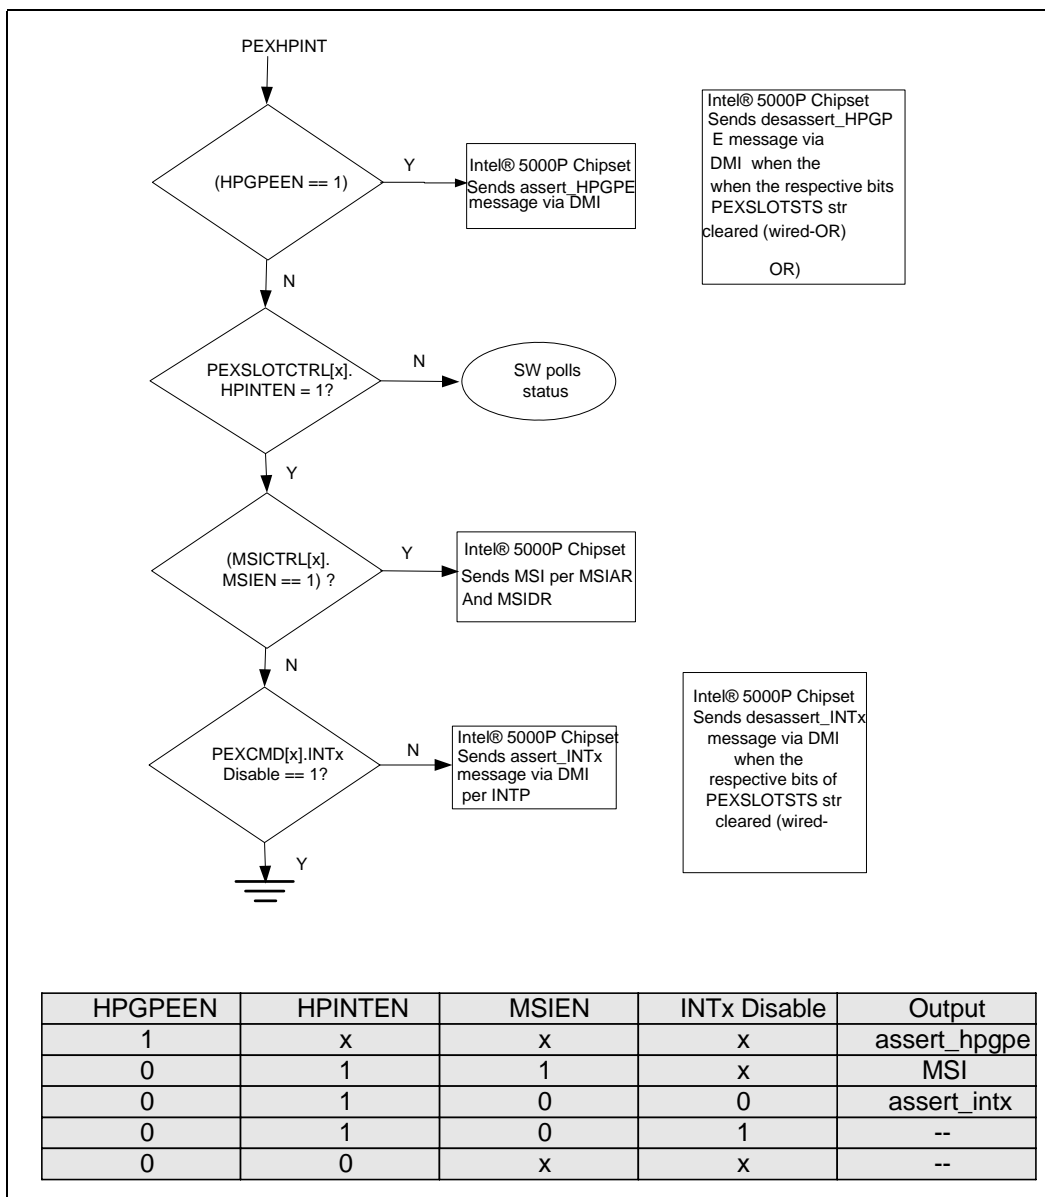 PEXHPINT
(HPGPEEN == 1)
Y
Intel® 5000P Chipset
Sends assert_HPGPE
message via DMI
Intel® 5000P Chipset
Sends desassert_HPGP
E message via
DMI when the
when the respective bits
PEXSLOTSTS str
cleared (wired-OR)
OR)
N
PEXSLOTCTRL[x].
HPINTEN = 1?
N
SW polls
status
Y
(MSICTRL[x].
MSIEN == 1) ?
Y
Intel® 5000P Chipset
Sends MSI per MSIAR
And MSIDR
N
PEXCMD[x].INTx
Disable == 1?
N
Intel® 5000P Chipset
Sends assert_INTx
message via DMI
per INTP
Intel® 5000P Chipset
Sends desassert_INTx
message via DMI
when the
respective bits of
PEXSLOTSTS str
cleared (wired-
Y
HPGPEEN HPINTEN MSIEN INTx Disable Output
1 x x x assert_hpgpe
0 1 1 x MSI
0 1 0 0 assert_intx
0 1 0 1 --
0 0 x x --